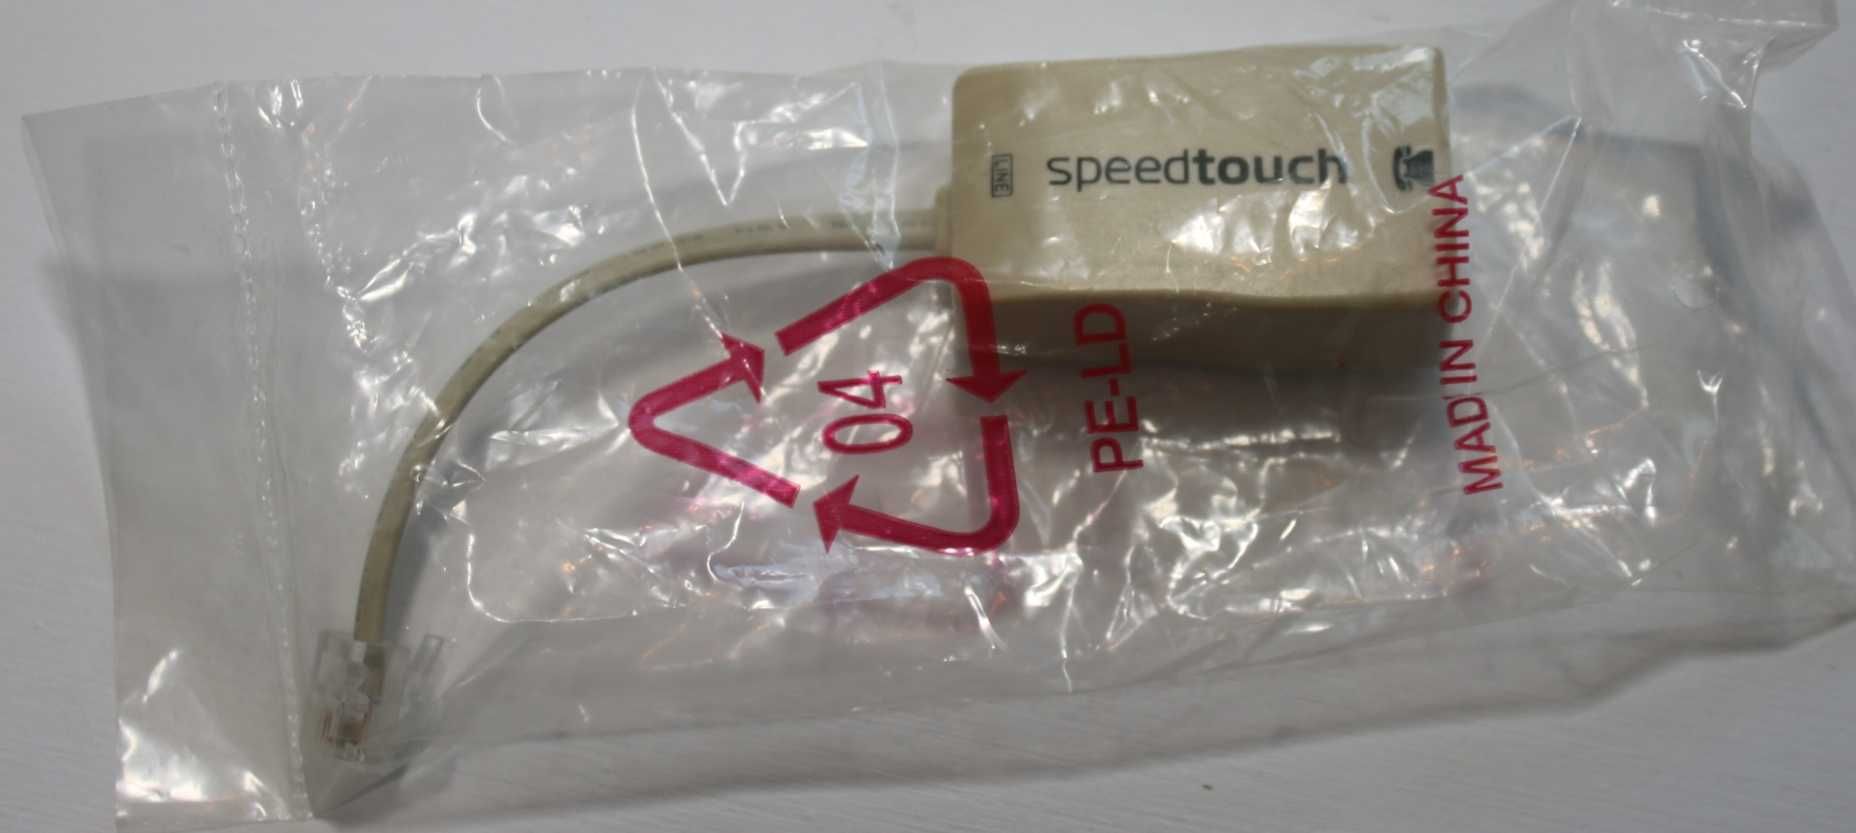 LINE
speedtouch
04
PE-LD
MAD IN CHINA